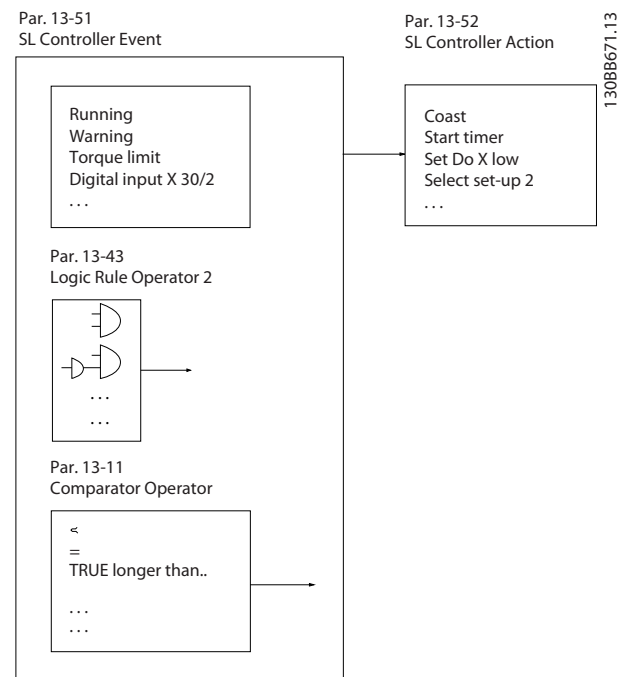 Par. 13-51
SL Controller Event
Par. 13-52
SL Controller Action
130BB671.13
Running
Warning
Torque limit
Digital input X 30/2
. . .
Coast
Start timer
Set Do X low
Select set-up 2
. . .
Par. 13-43
Logic Rule Operator 2
. . .
. . .
Par. 13-11
Comparator Operator
<
=
TRUE longer than..
. . .
. . .